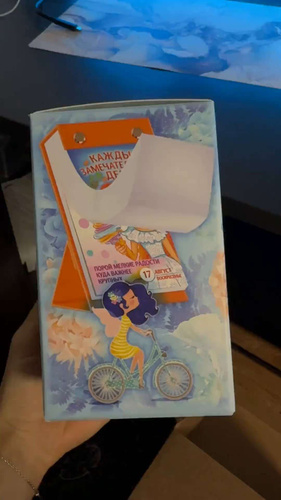 КАЖДЫ
ЗАМЕЧАТЕ
ДЕ
ПОРОЙ МЕЛКИЕ РАДОСТИ
КУДА ВАЖНЕЕ
КРУПНЫХ
17 АВГУСТ